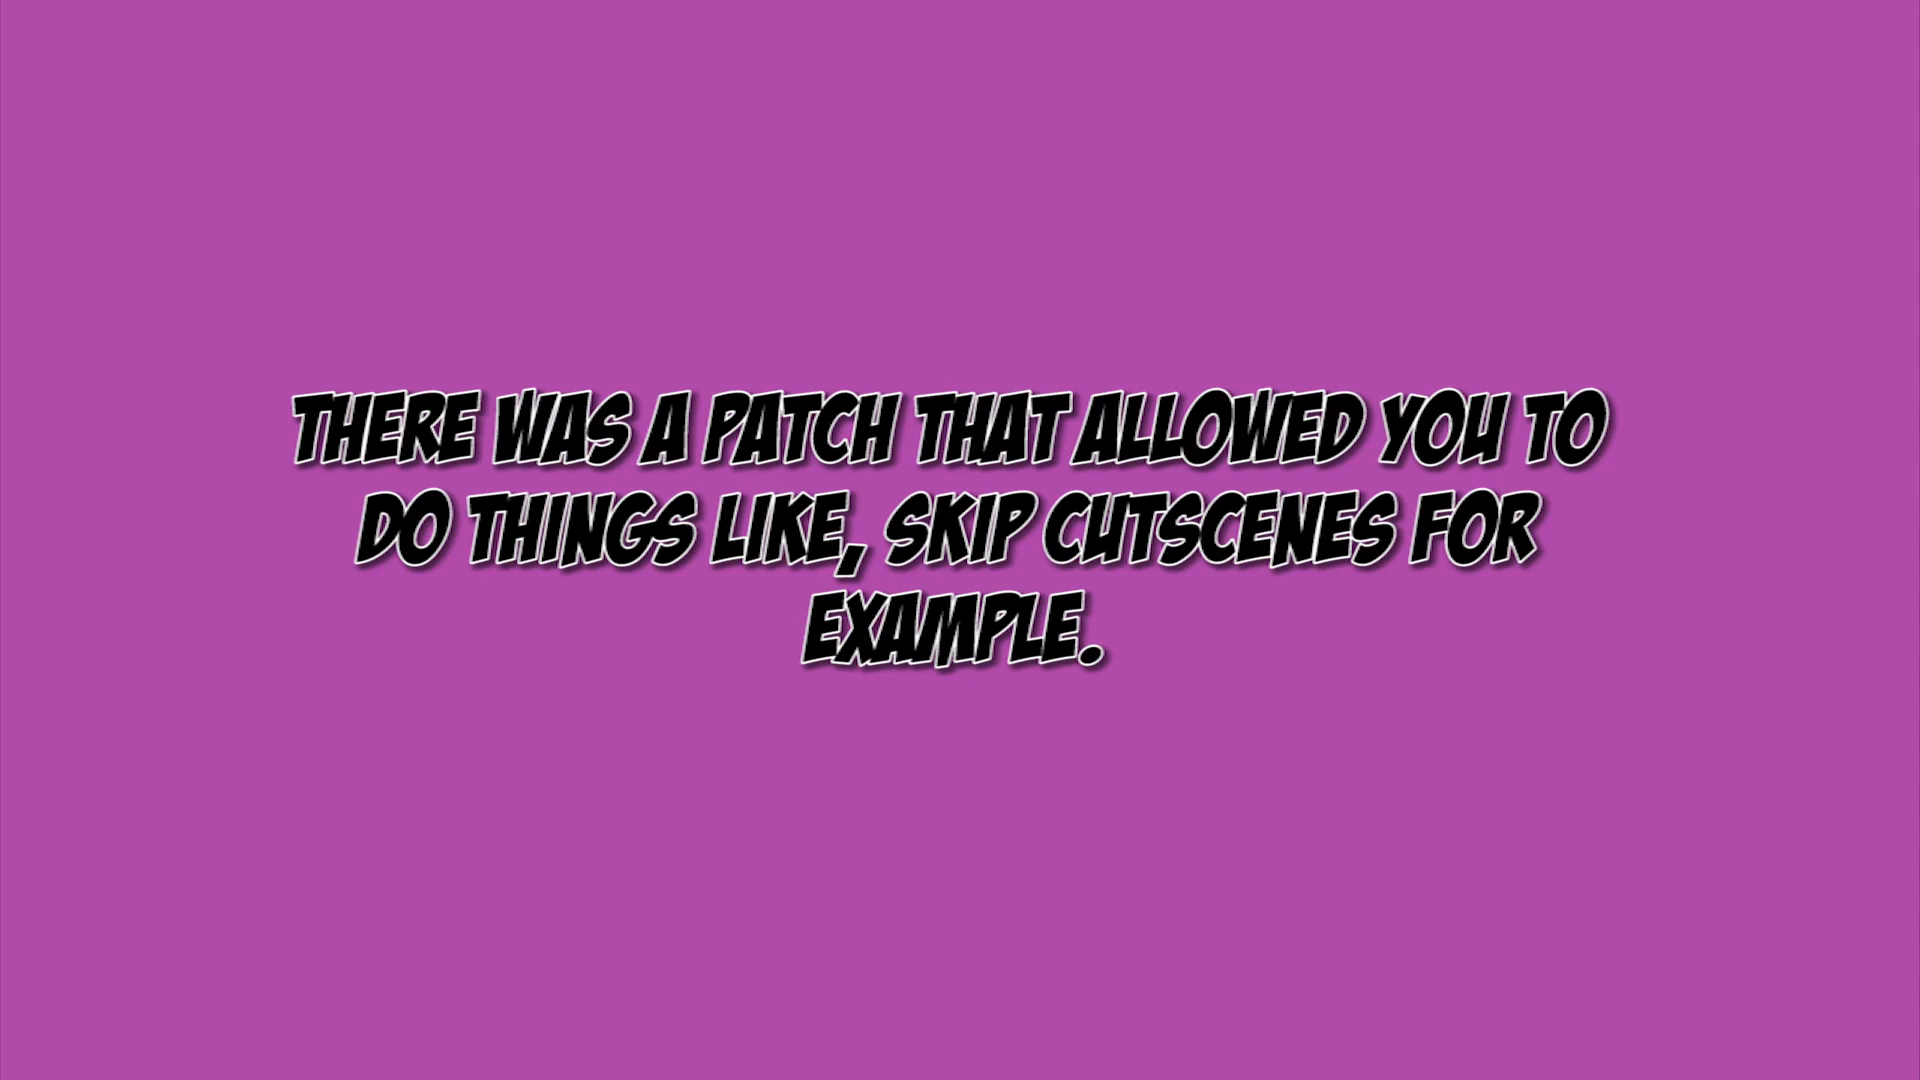 THERE WAS A PATCH THAT ALLOWED YOU TO
DO THINGS LIKE, SKIP CUTSCENES FOR
EXAMPLE.